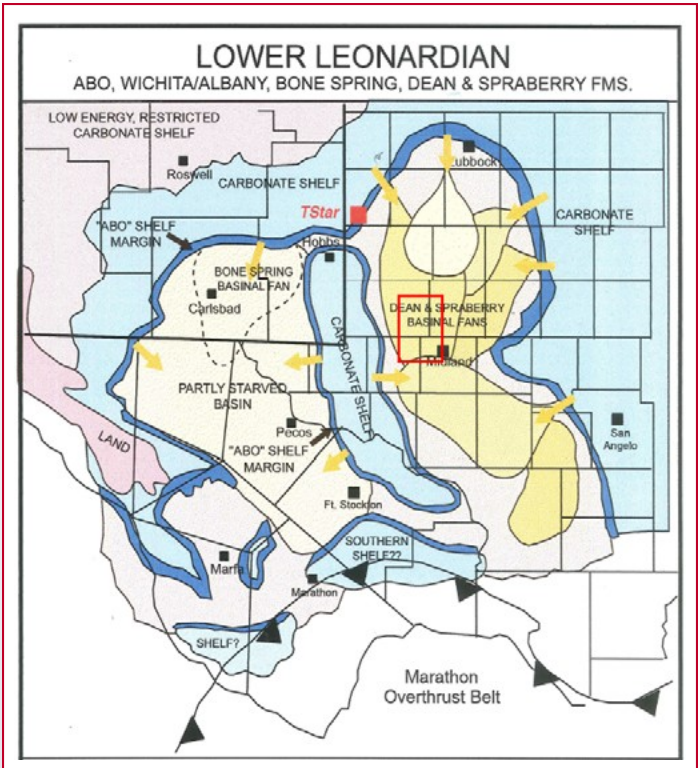 LOWER LEONARDIAN
ABO, WICHITA/ALBANY, BONE SPRING, DEAN & SPRABERRY FMS.
LOW ENERGY, RESTRICTED
CARBONATE SHELF
Roswell
CARBONATE SHELF
Lubbock
TStar
CARBONATE
SHELF
"ABO" SHELF
MARGIN
Hobbs
BONE SPRING
BASINAL FAN
Carlsbad
DEAN & SPRABERRY
BASINAL FANS
CARBONATE SHELF
Midland
PARTLY STARVED
BASIN
LAND
Pecos
"ABO" SHELF
MARGIN
San
Angelo
Ft. Stockton
SOUTHERN
SHELF??
Marfa
Marathon
SHELF?
Marathon
Overthrust Belt